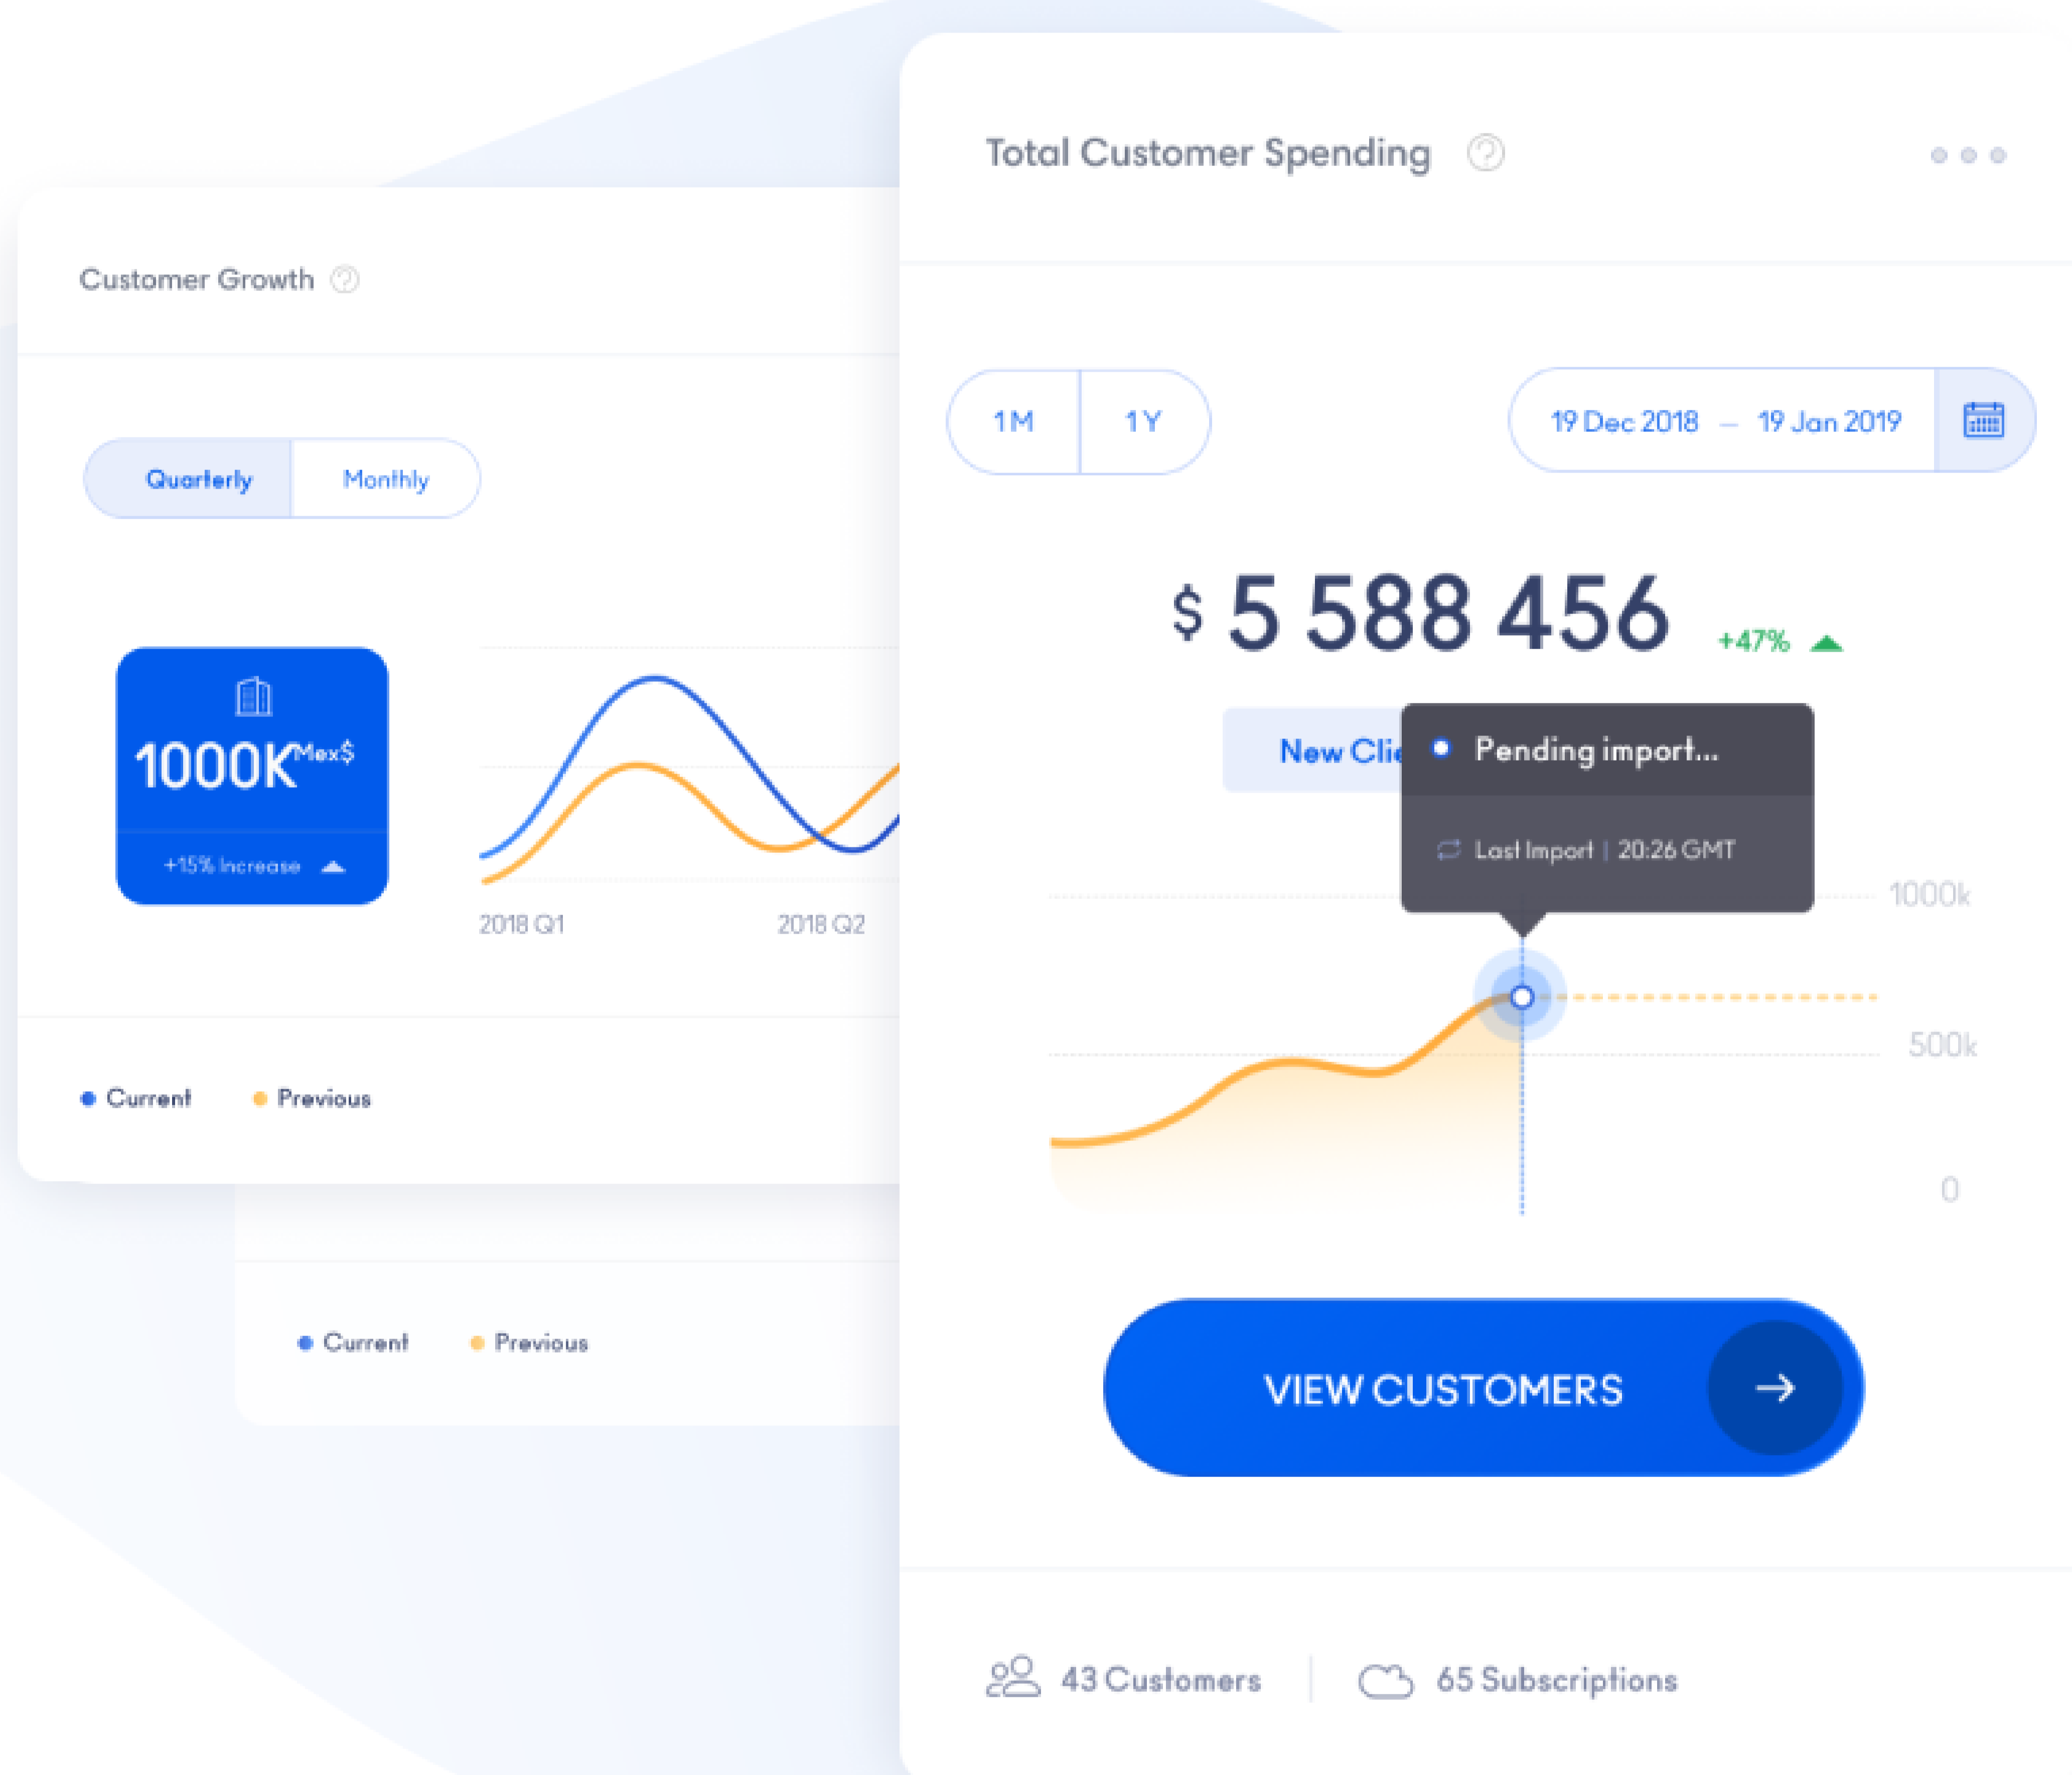 Customer Growth
Quarterly
Monthly
1000K Mex$
+15% Increase
2018 Q1
2018 Q2
Current
Previous
Current
Previous
Total Customer Spending
1 M
1 Y
19 Dec 2018 — 19 Jan 2019
$ 5 588 456
+47%
New Clie
Pending import...
Last Import | 20:26 GMT
1000k
500k
0
VIEW CUSTOMERS
43 Customers
65 Subscriptions